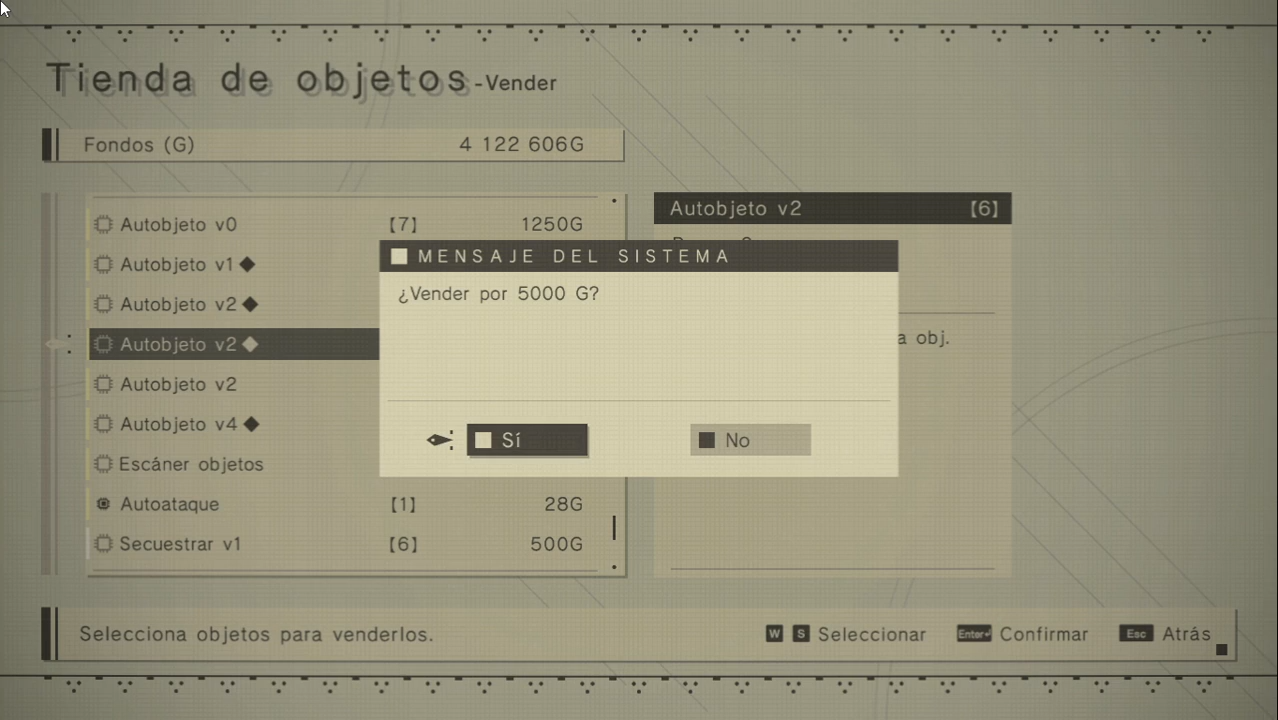 Tienda de objetos -Vender
Fondos (G) 4 122 606G
Autobjeto v0 【7】 1250G
Autobjeto v1◆
Autobjeto v2◆
Autobjeto v2◆
Autobjeto v2
Autobjeto v4◆
Escáner objetos
Autoataque 【1】 28G
Secuestrar v1 【6】 500G
Autobjeto v2 【6】
a obj.
MENSAJE DEL SISTEMA
¿Vender por 5000 G?
Sí
No
Selecciona objetos para venderlos.
W S Seleccionar Enter Confirmar Esc Atrás